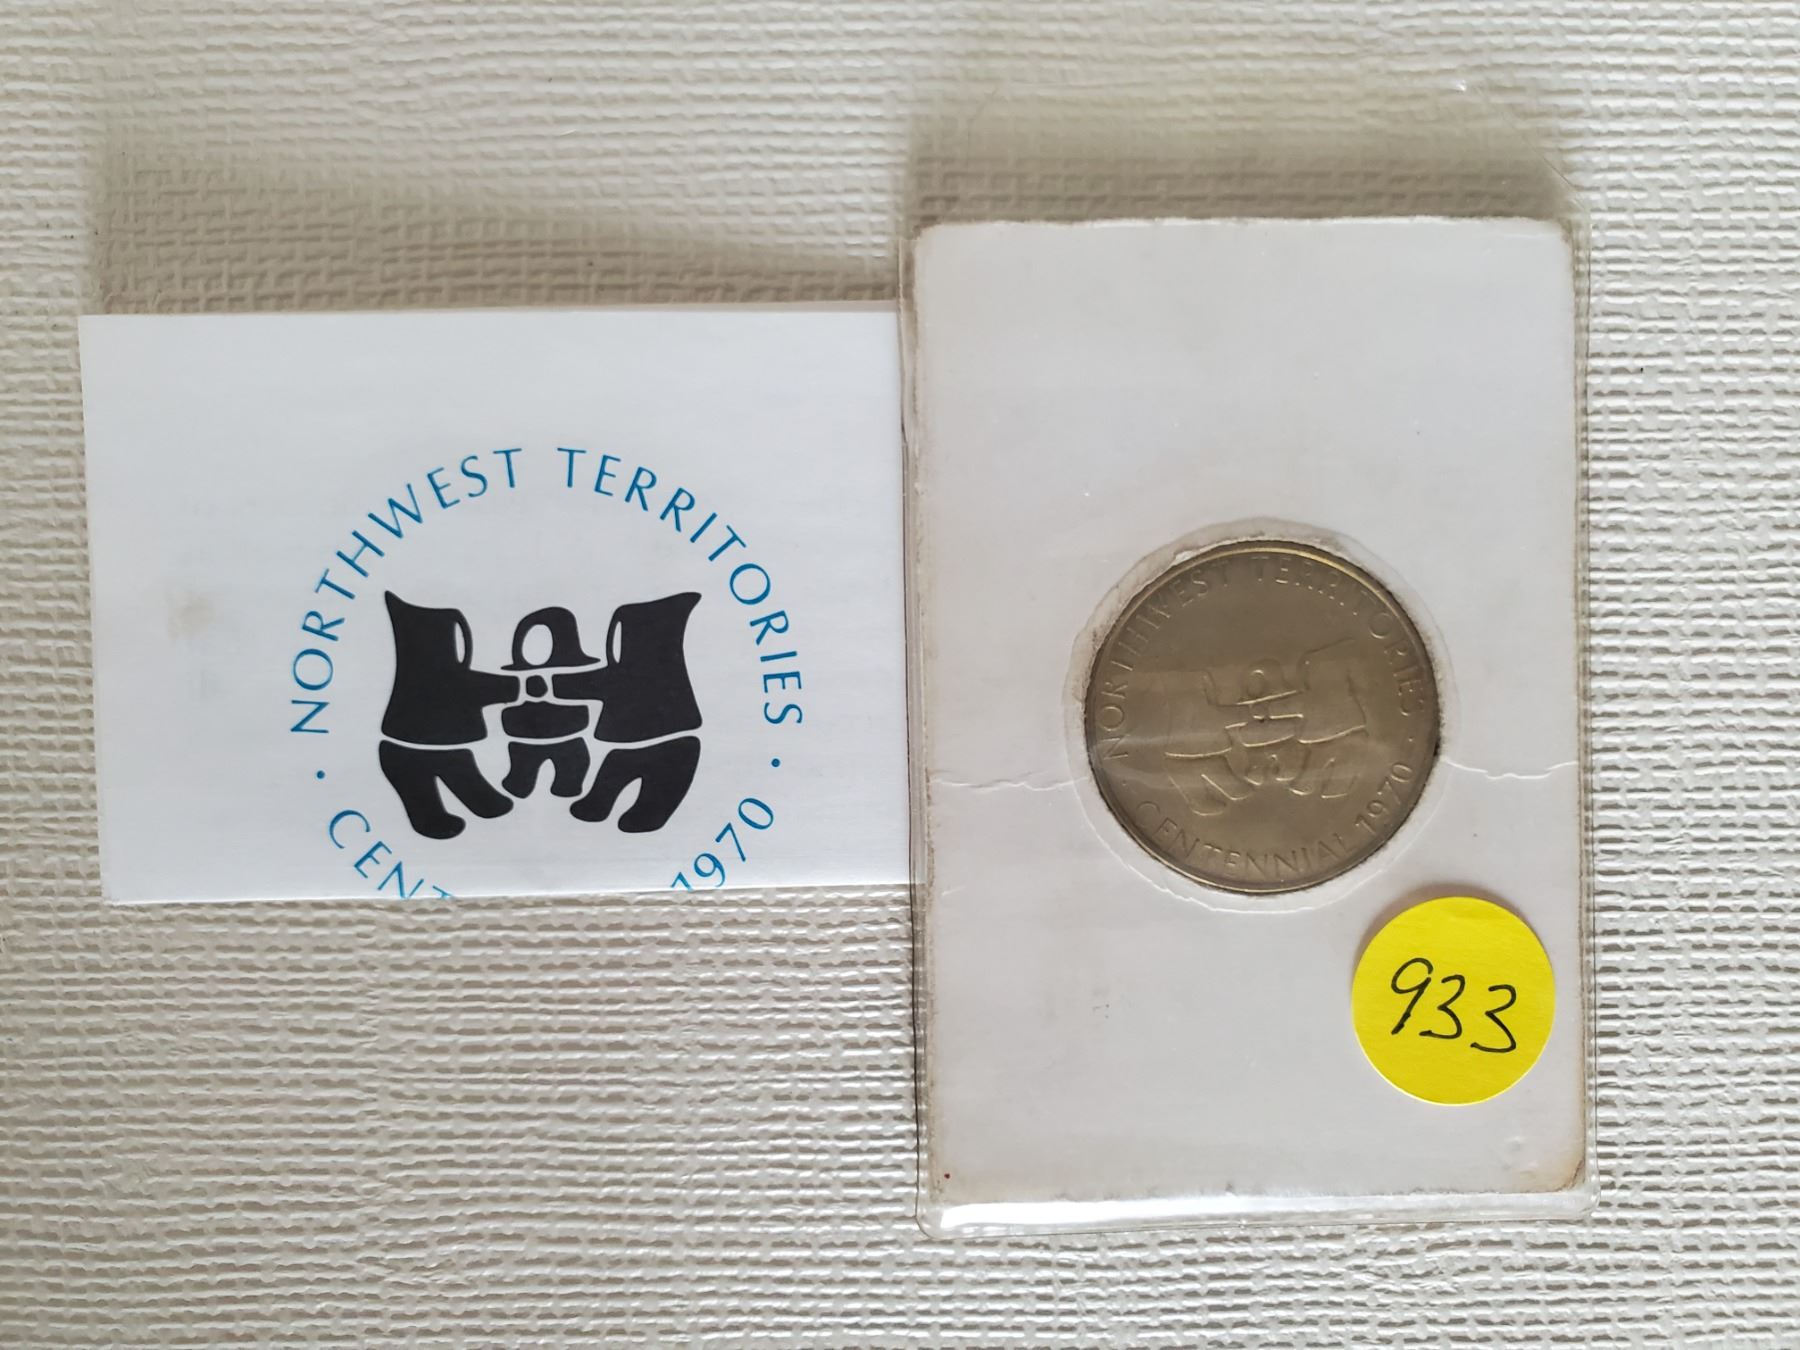 NORTHWEST TERRITORIES
· CENT 1970 ·
NORTHWEST TERRITORIES
· CENTENNIAL 1970 ·
933